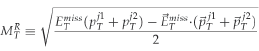 $M_T^R \equiv \sqrt{\frac{E_T^{miss}(p_T^{j1} + p_T^{j2}) - \vec{E}_T^{miss} \cdot (\vec{p}_T^{j1} + \vec{p}_T^{j2})}{2}}$